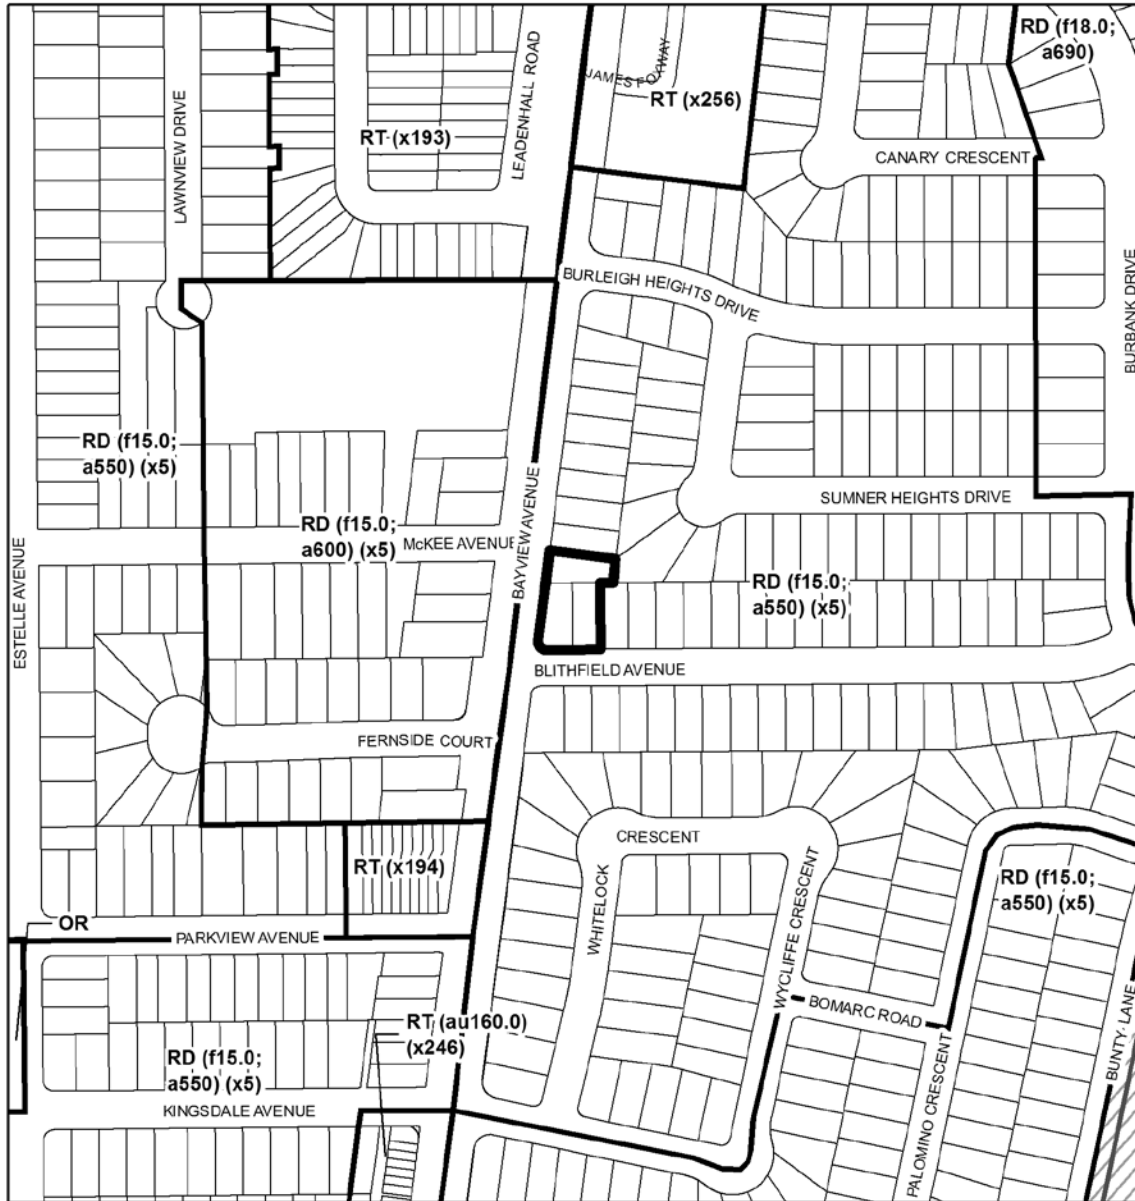 RD (f18.0;
a690)
JAMES FOXWAY
RT (x256)
LEADENHALL ROAD
RT (x193)
LAWNVIEW DRIVE
CANARY CRESCENT
BURBANK DRIVE
BURLEIGH HEIGHTS DRIVE
RD (f15.0;
a550) (x5)
BAYVIEW AVENUE
SUMNER HEIGHTS DRIVE
RD (f15.0;
a600) (x5)
McKEE AVENUE
ESTELLE AVENUE
RD (f15.0;
a550) (x5)
BLITHFIELD AVENUE
FERNSIDE COURT
CRESCENT
WHITELOCK
WYCLIFFE CRESCENT
RT (x194)
RD (f15.0;
a550) (x5)
OR
PARKVIEW AVENUE
BOMARC ROAD
RT (au160.0)
(x246)
RD (f15.0;
a550) (x5)
PALOMINO CRESCENT
BUNTY LANE
KINGSDALE AVENUE